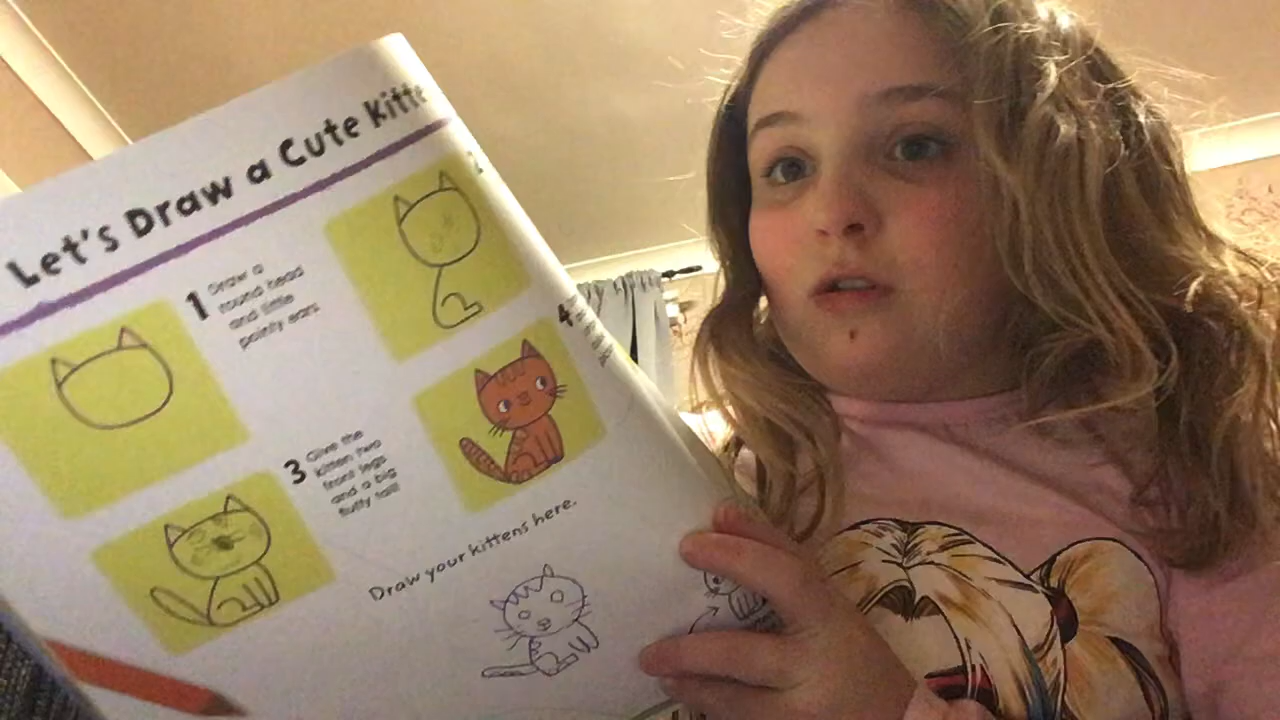 Let's Draw a Cute
1 Draw a
round head
and little
pointy ears
3 Give the
kitten two
front legs
and a big
fluffy tail!
4
Draw your kittens here.